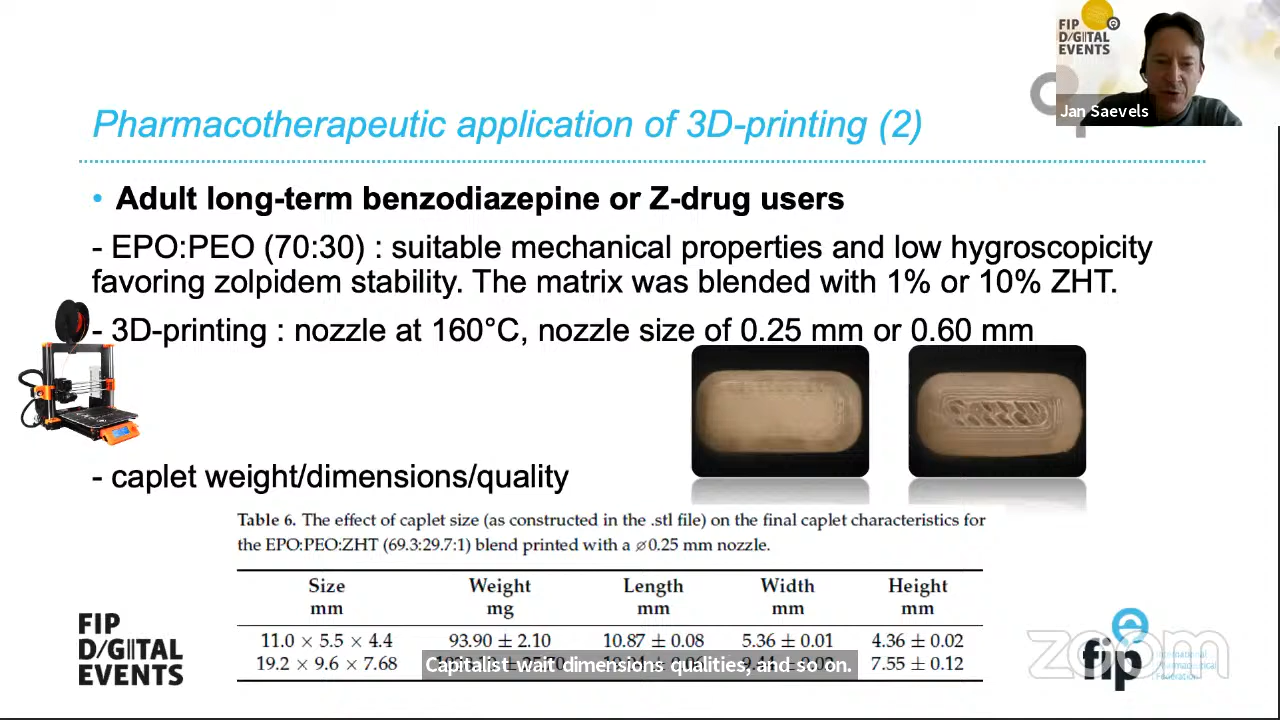 FIP
D/GITAL
EVENTS
Jan Saevels
Pharmacotherapeutic application of 3D-printing (2)
• Adult long-term benzodiazepine or Z-drug users
- EPO:PEO (70:30) : suitable mechanical properties and low hygroscopicity
favoring zolpidem stability. The matrix was blended with 1% or 10% ZHT.
- 3D-printing : nozzle at 160°C, nozzle size of 0.25 mm or 0.60 mm
- caplet weight/dimensions/quality
Table 6. The effect of caplet size (as constructed in the .stl file) on the final caplet characteristics for
the EPO:PEO:ZHT (69.3:29.7:1) blend printed with a ⌀0.25 mm nozzle.
Size Weight Length Width Height
mm mg mm mm mm
11.0 × 5.5 × 4.4 93.90 ± 2.10 10.87 ± 0.08 5.36 ± 0.01 4.36 ± 0.02
19.2 × 9.6 × 7.68 7.55 ± 0.12
Capitalist wait dimensions qualities, and so on.
FIP
D/GITAL
EVENTS
e
fip
International
Pharmaceutical
Federation
zoom